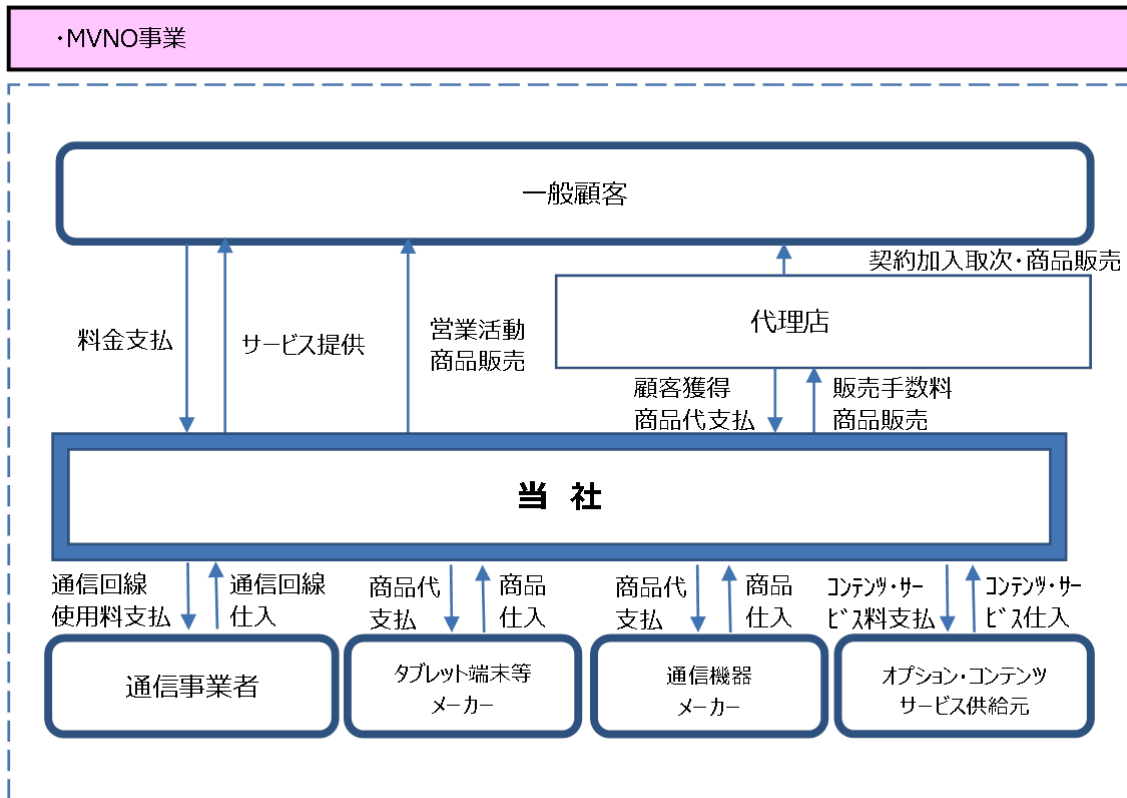 ・MVNO事業
一般顧客
契約加入取次・商品販売
代理店
料金支払
サービス提供
営業活動
商品販売
顧客獲得
商品代支払
販売手数料
商品販売
当 社
通信回線
使用料支払
通信回線
仕入
商品代
支払
商品
仕入
商品代
支払
商品
仕入
ｺﾝﾃﾝﾂ・ｻｰ
ﾋﾞｽ料支払
ｺﾝﾃﾝﾂ・ｻｰ
ﾋﾞｽ仕入
通信事業者
タブレット端末等
メーカー
通信機器
メーカー
オプション・コンテンツ
サービス供給元